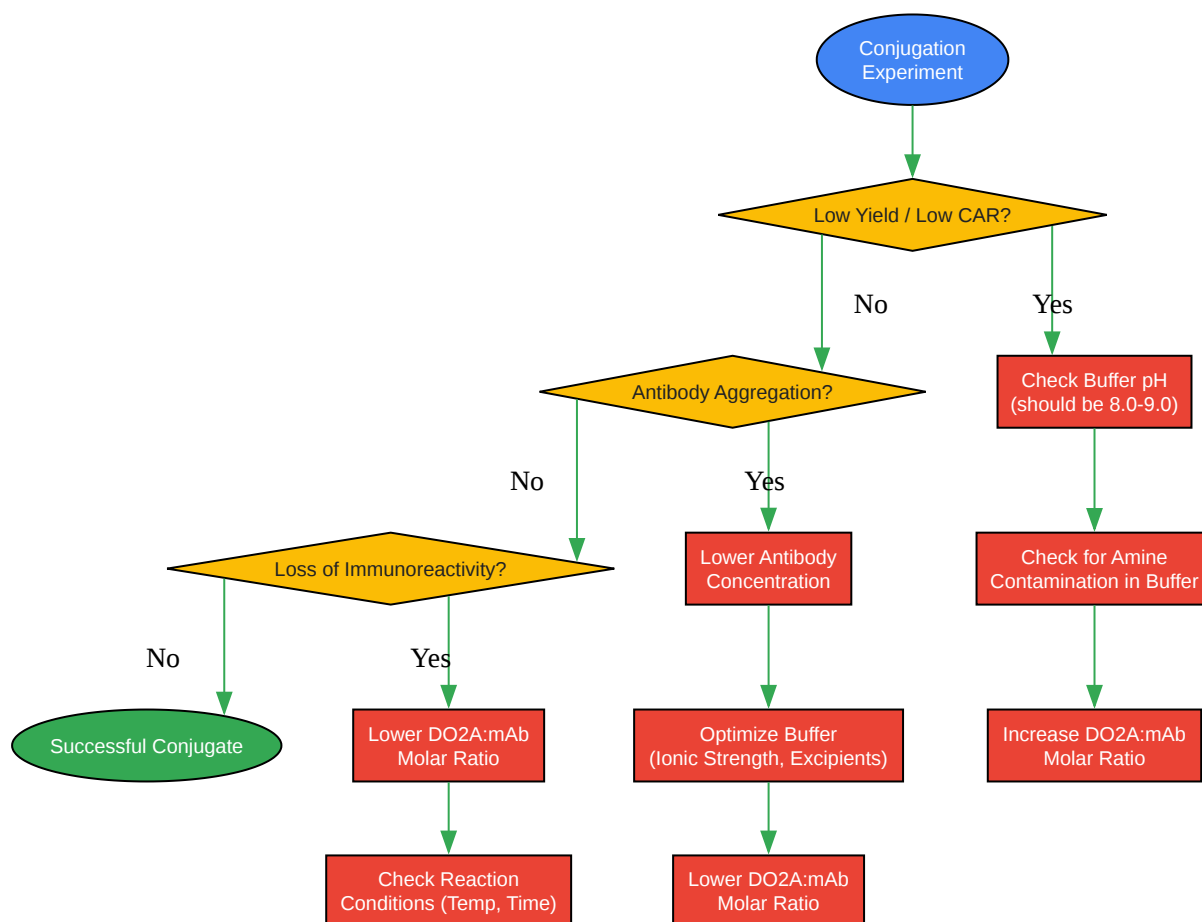 Conjugation
Experiment
Low Yield / Low CAR?
No
Yes
Antibody Aggregation?
Check Buffer pH
(should be 8.0-9.0)
No
Yes
Loss of Immunoreactivity?
Lower Antibody
Concentration
Check for Amine
Contamination in Buffer
No
Yes
Successful Conjugate
Lower DO2A:mAb
Molar Ratio
Optimize Buffer
(Ionic Strength, Excipients)
Increase DO2A:mAb
Molar Ratio
Check Reaction
Conditions (Temp, Time)
Lower DO2A:mAb
Molar Ratio